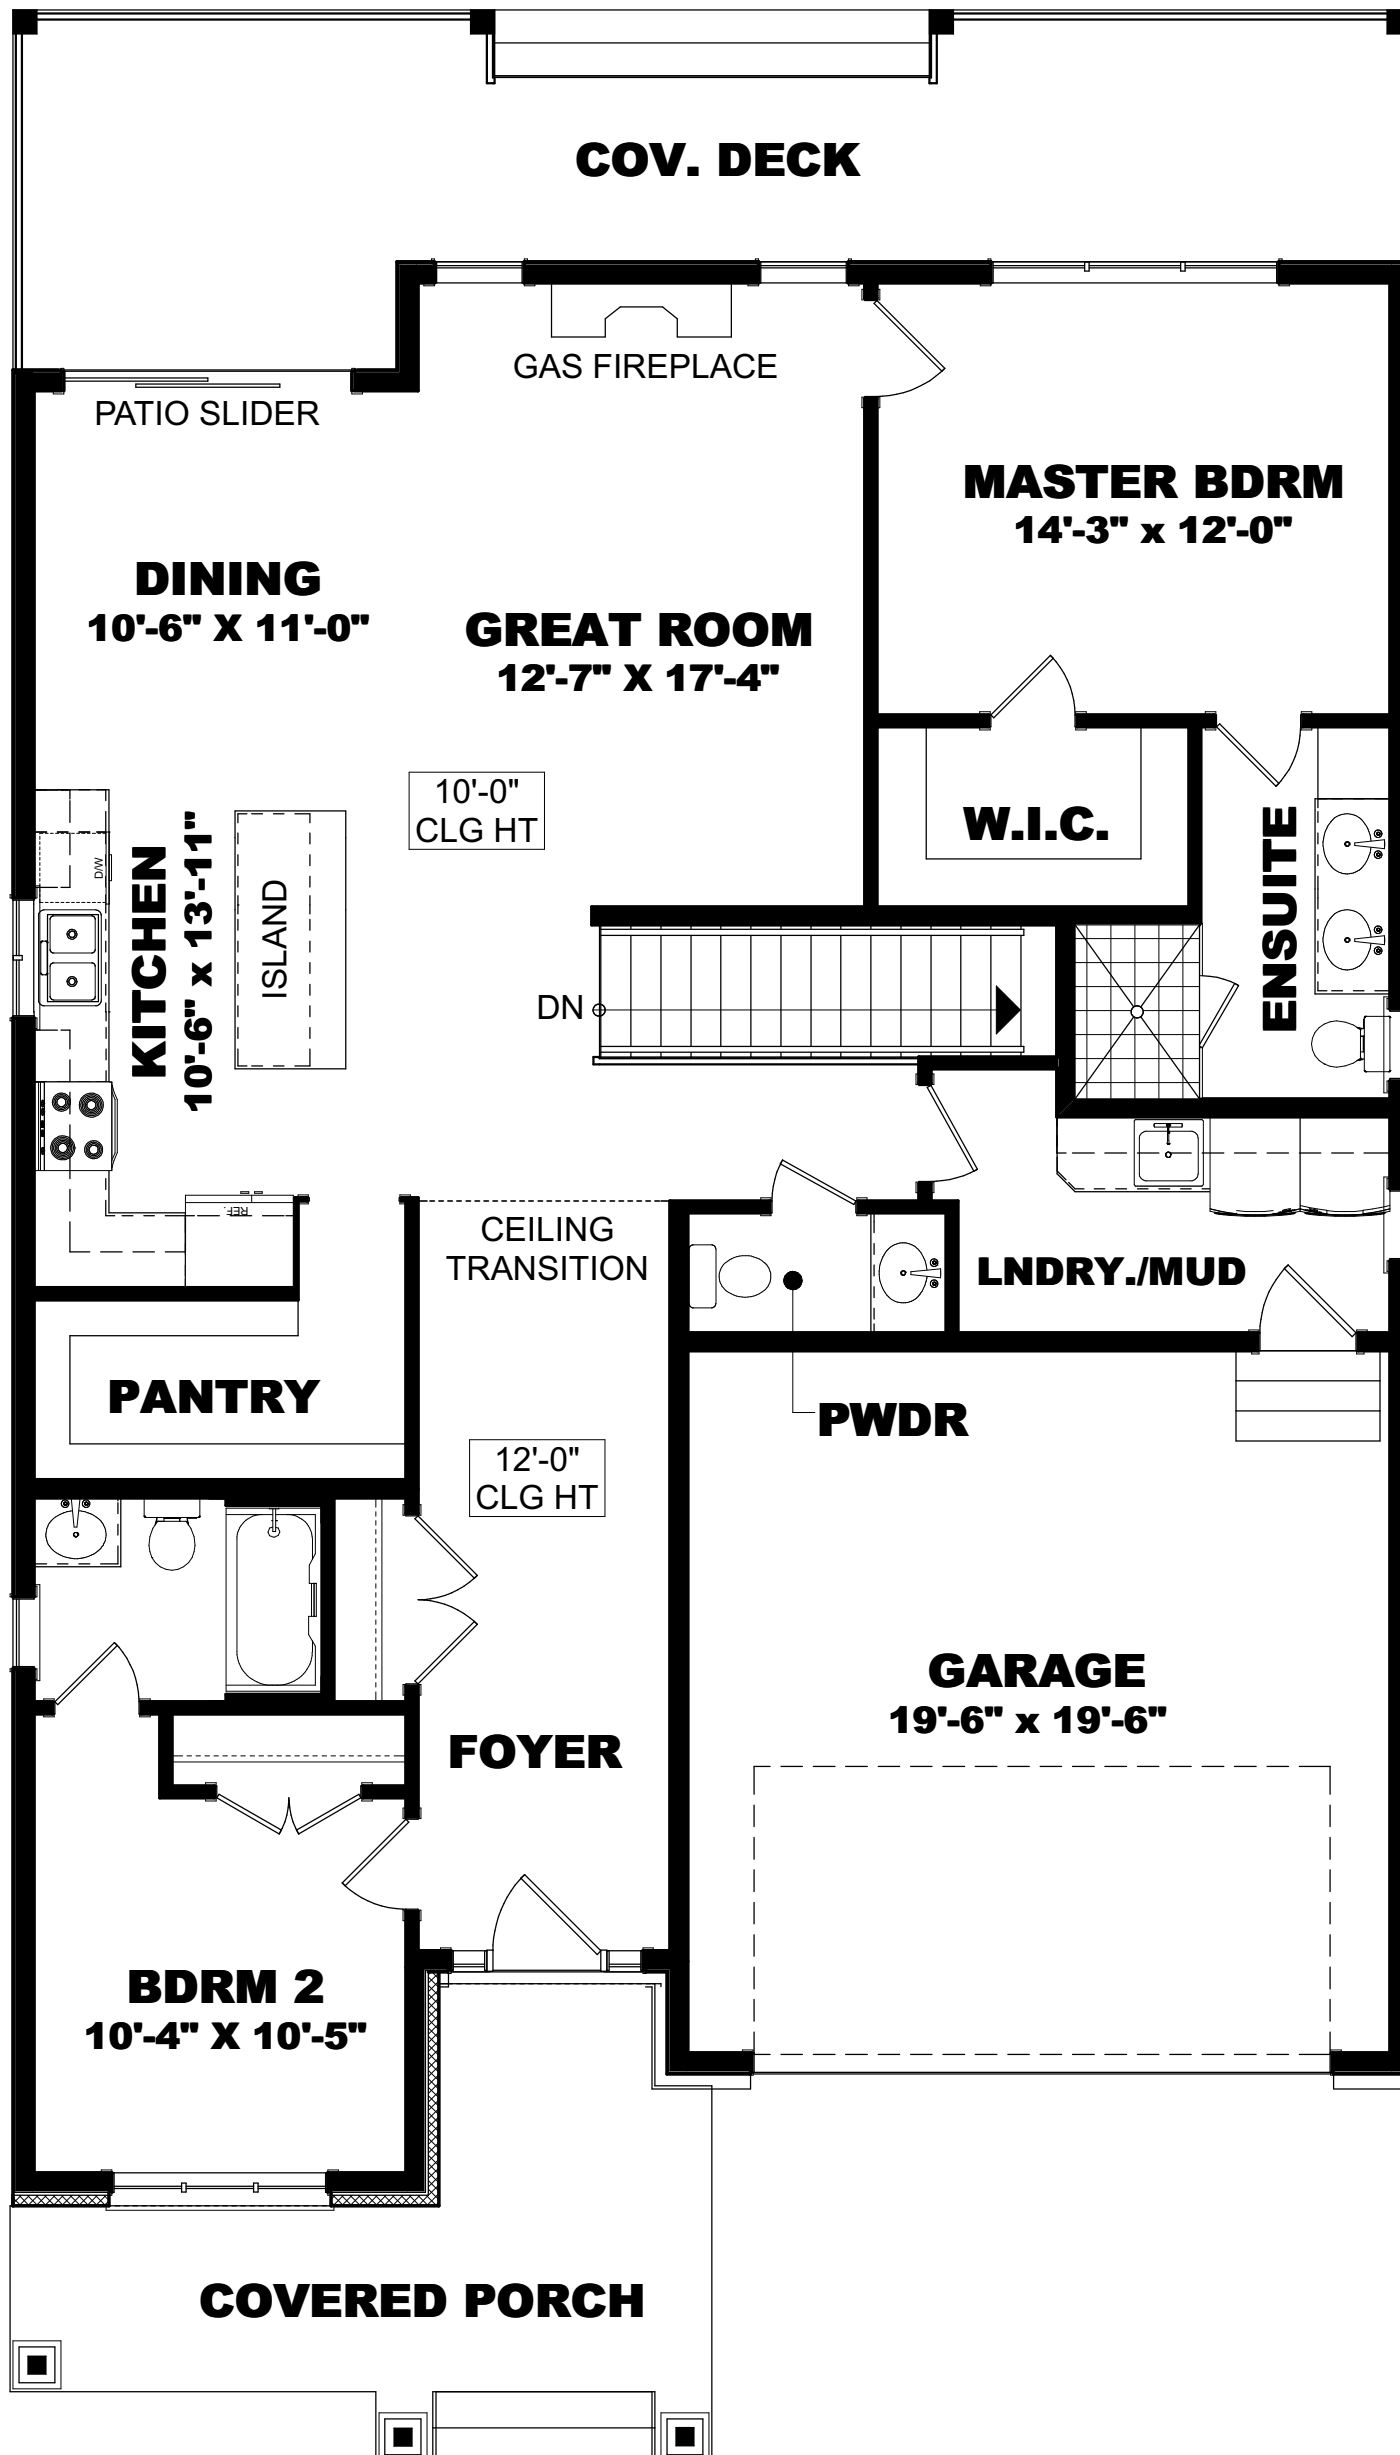 COV. DECK
GAS FIREPLACE
PATIO SLIDER
MASTER BDRM
14'-3" x 12'-0"
DINING
10'-6" X 11'-0"
GREAT ROOM
12'-7" X 17'-4"
10'-0"
CLG HT
W.I.C.
ENSUITE
D/W
KITCHEN
10'-6" x 13'-11"
ISLAND
DN
REF.
CEILING
TRANSITION
LNDRY./MUD
PANTRY
PWDR
12'-0"
CLG HT
GARAGE
19'-6" x 19'-6"
FOYER
BDRM 2
10'-4" X 10'-5"
COVERED PORCH